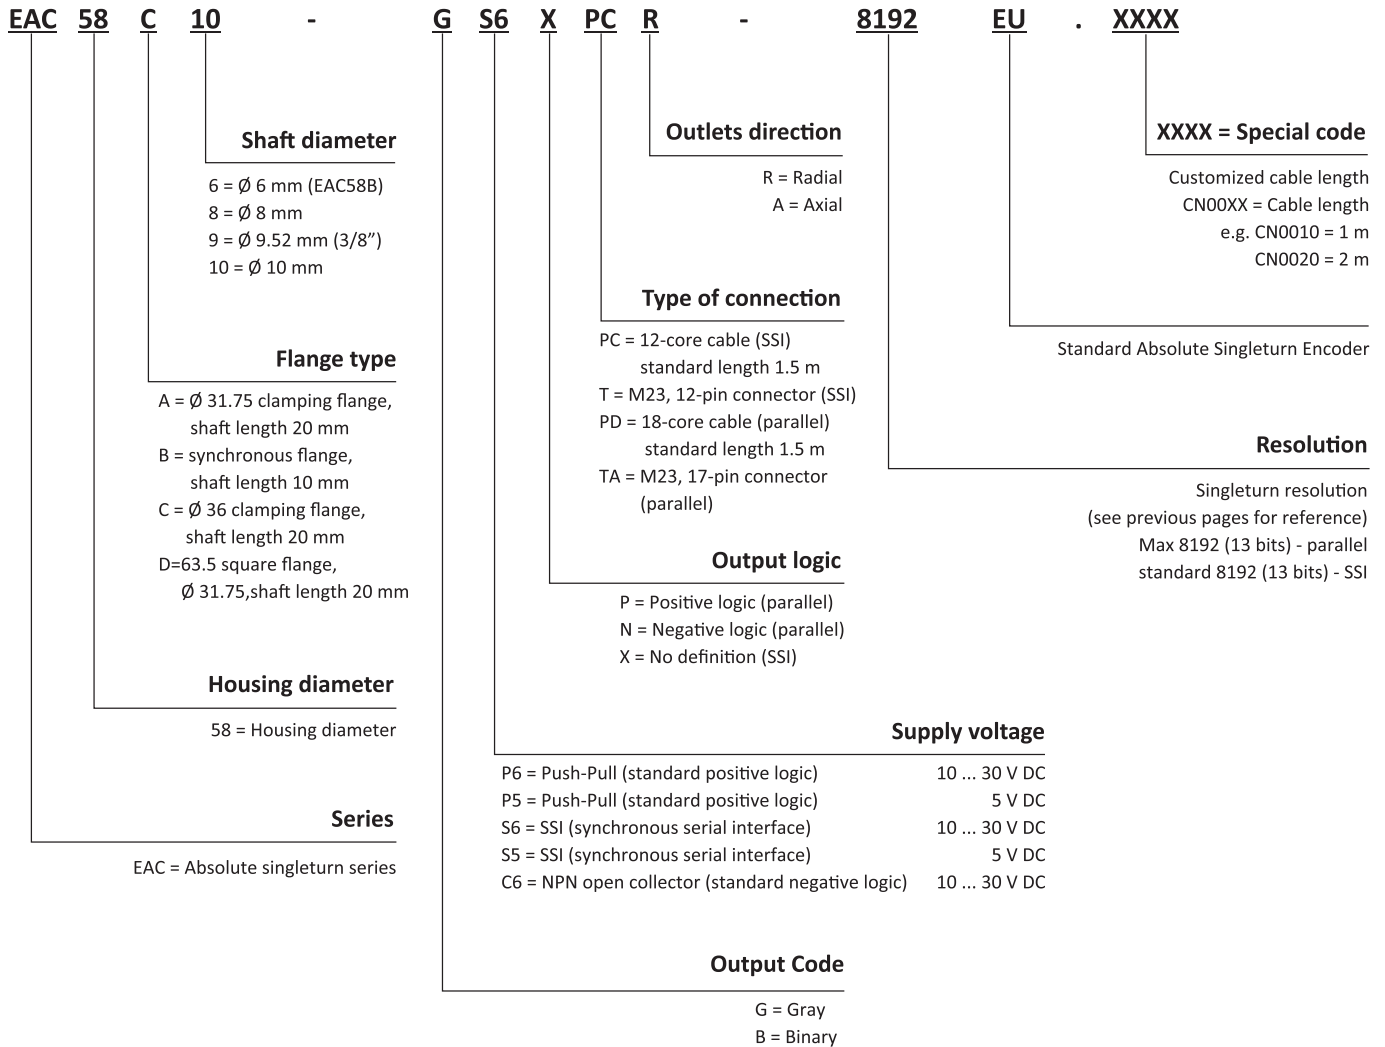 EAC 58 C 10 - G S6 X PC R - 8192 EU . XXXX
Shaft diameter
6 = Ø 6 mm (EAC58B)
8 = Ø 8 mm
9 = Ø 9.52 mm (3/8”)
10 = Ø 10 mm
Flange type
A = Ø 31.75 clamping flange,
shaft length 20 mm
B = synchronous flange,
shaft length 10 mm
C = Ø 36 clamping flange,
shaft length 20 mm
D=63.5 square flange,
Ø 31.75,shaft length 20 mm
Housing diameter
58 = Housing diameter
Series
EAC = Absolute singleturn series
Outlets direction
R = Radial
A = Axial
Type of connection
PC = 12-core cable (SSI)
standard length 1.5 m
T = M23, 12-pin connector (SSI)
PD = 18-core cable (parallel)
standard length 1.5 m
TA = M23, 17-pin connector
(parallel)
Output logic
P = Positive logic (parallel)
N = Negative logic (parallel)
X = No definition (SSI)
Supply voltage
P6 = Push-Pull (standard positive logic) 10 ... 30 V DC
P5 = Push-Pull (standard positive logic) 5 V DC
S6 = SSI (synchronous serial interface) 10 ... 30 V DC
S5 = SSI (synchronous serial interface) 5 V DC
C6 = NPN open collector (standard negative logic) 10 ... 30 V DC
Output Code
G = Gray
B = Binary
XXXX = Special code
Customized cable length
CN00XX = Cable length
e.g. CN0010 = 1 m
CN0020 = 2 m
Standard Absolute Singleturn Encoder
Resolution
Singleturn resolution
(see previous pages for reference)
Max 8192 (13 bits) - parallel
standard 8192 (13 bits) - SSI